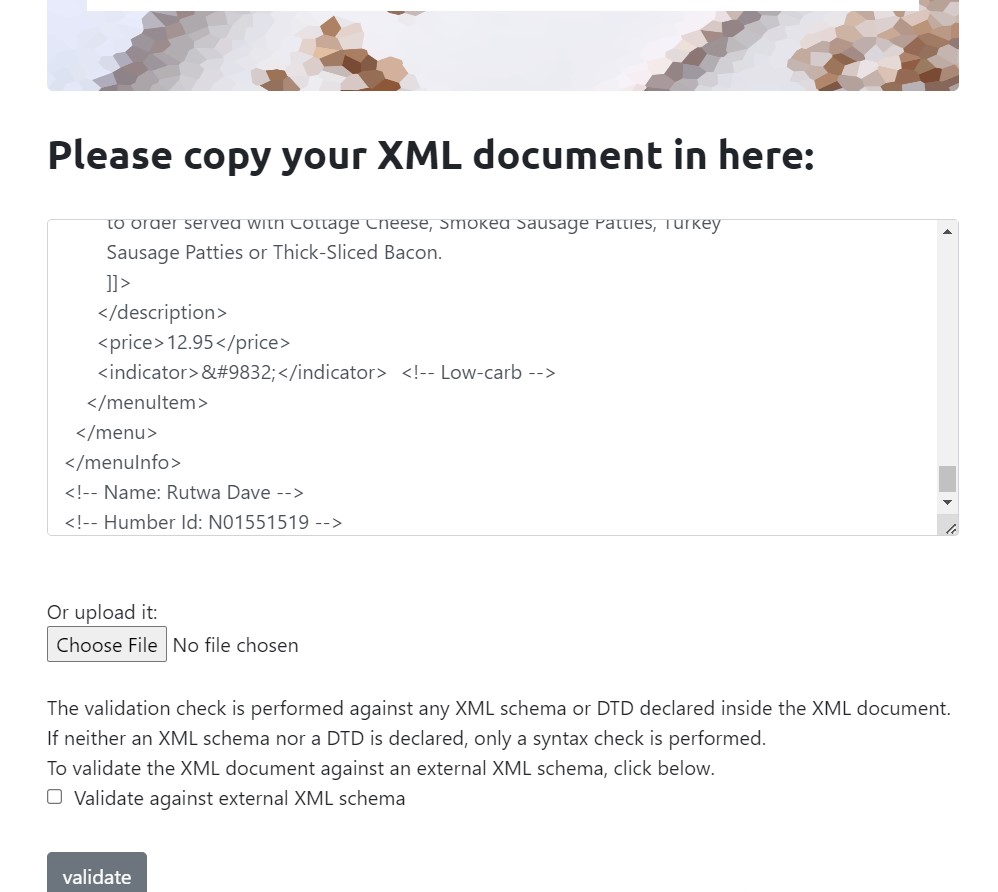 Please copy your XML document in here:
to order served with Cottage Cheese, Smoked Sausage Patties, Turkey
Sausage Patties or Thick-Sliced Bacon.
]]>
</description>
<price>12.95</price>
<indicator>&#9832;</indicator> <!-- Low-carb -->
</menuItem>
</menu>
</menuInfo>
<!-- Name: Rutwa Dave -->
<!-- Humber Id: N01551519 -->
Or upload it:
Choose File No file chosen
The validation check is performed against any XML schema or DTD declared inside the XML document.
If neither an XML schema nor a DTD is declared, only a syntax check is performed.
To validate the XML document against an external XML schema, click below.
Validate against external XML schema
validate